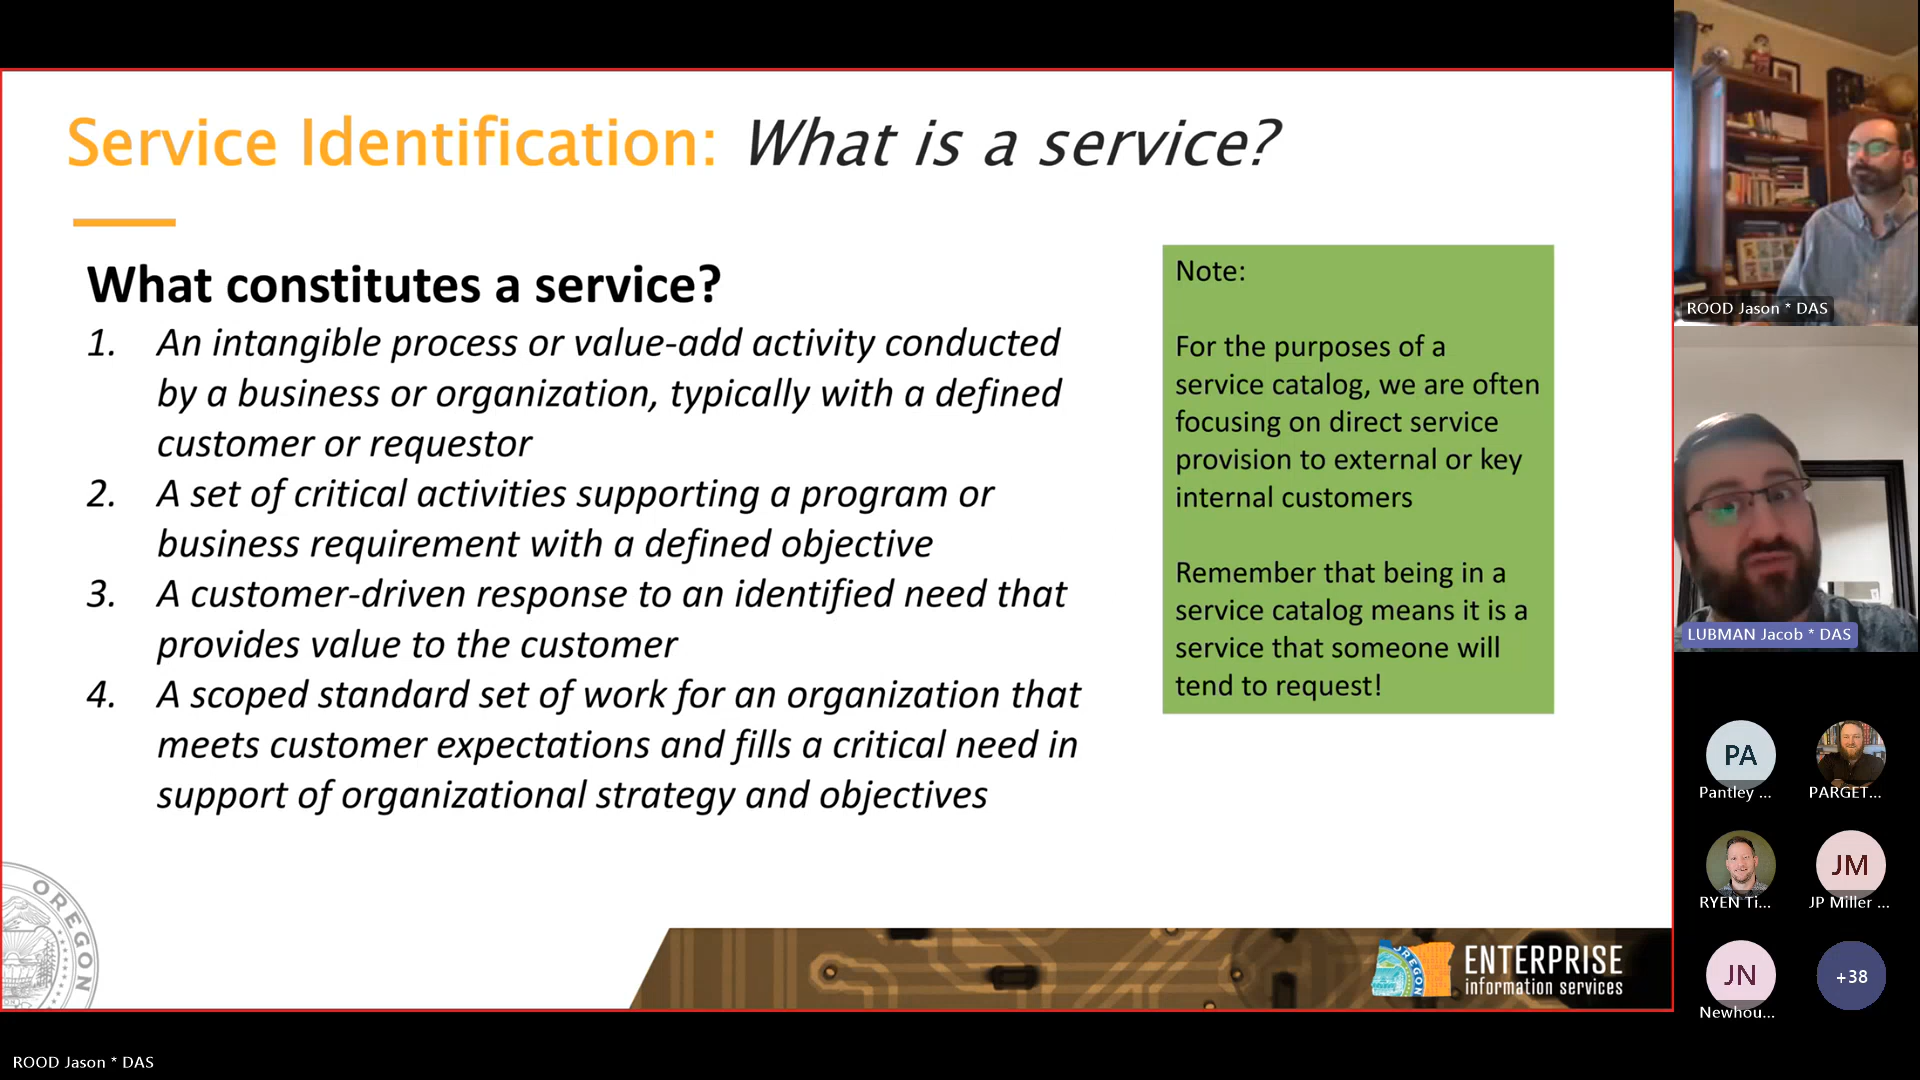 Service Identification: What is a service?
What constitutes a service?
1. An intangible process or value-add activity conducted
by a business or organization, typically with a defined
customer or requestor
2. A set of critical activities supporting a program or
business requirement with a defined objective
3. A customer-driven response to an identified need that
provides value to the customer
4. A scoped standard set of work for an organization that
meets customer expectations and fills a critical need in
support of organizational strategy and objectives
Note:
For the purposes of a
service catalog, we are often
focusing on direct service
provision to external or key
internal customers
Remember that being in a
service catalog means it is a
service that someone will
tend to request!
OREGON
OREGON
ENTERPRISE
information services
ROOD Jason * DAS
LUBMAN Jacob * DAS
PA
Pantley ...
PARGET...
RYEN Ti...
JM
JP Miller ...
JN
Newhou...
+38
ROOD Jason * DAS